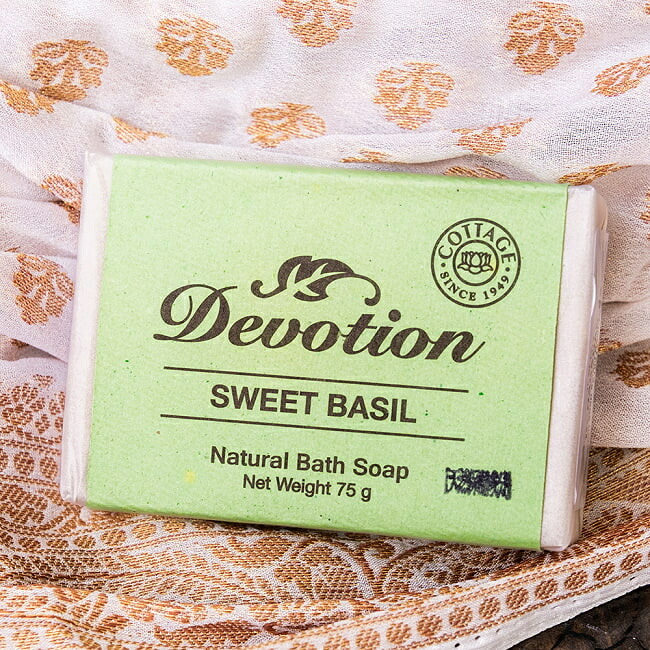 COTTAGE
SINCE 1949
Devotion
SWEET BASIL
Natural Bath Soap
Net Weight 75 g